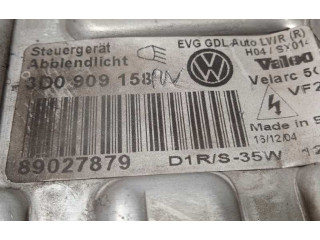 Steuergerät
Abblendlicht
EVG GDL Auto LWR (R)
H04 / SX01
3D0 909 158
Valeo
Velarc 5
VF2
Made in
15/12/04
89027879
D1R/S-35W
12